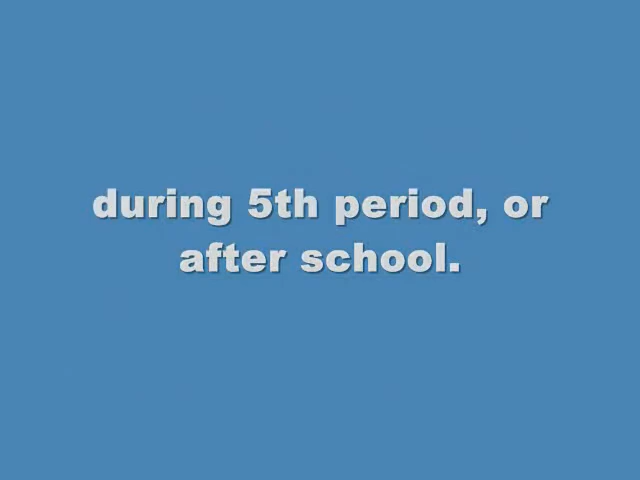 during 5th period, or
after school.